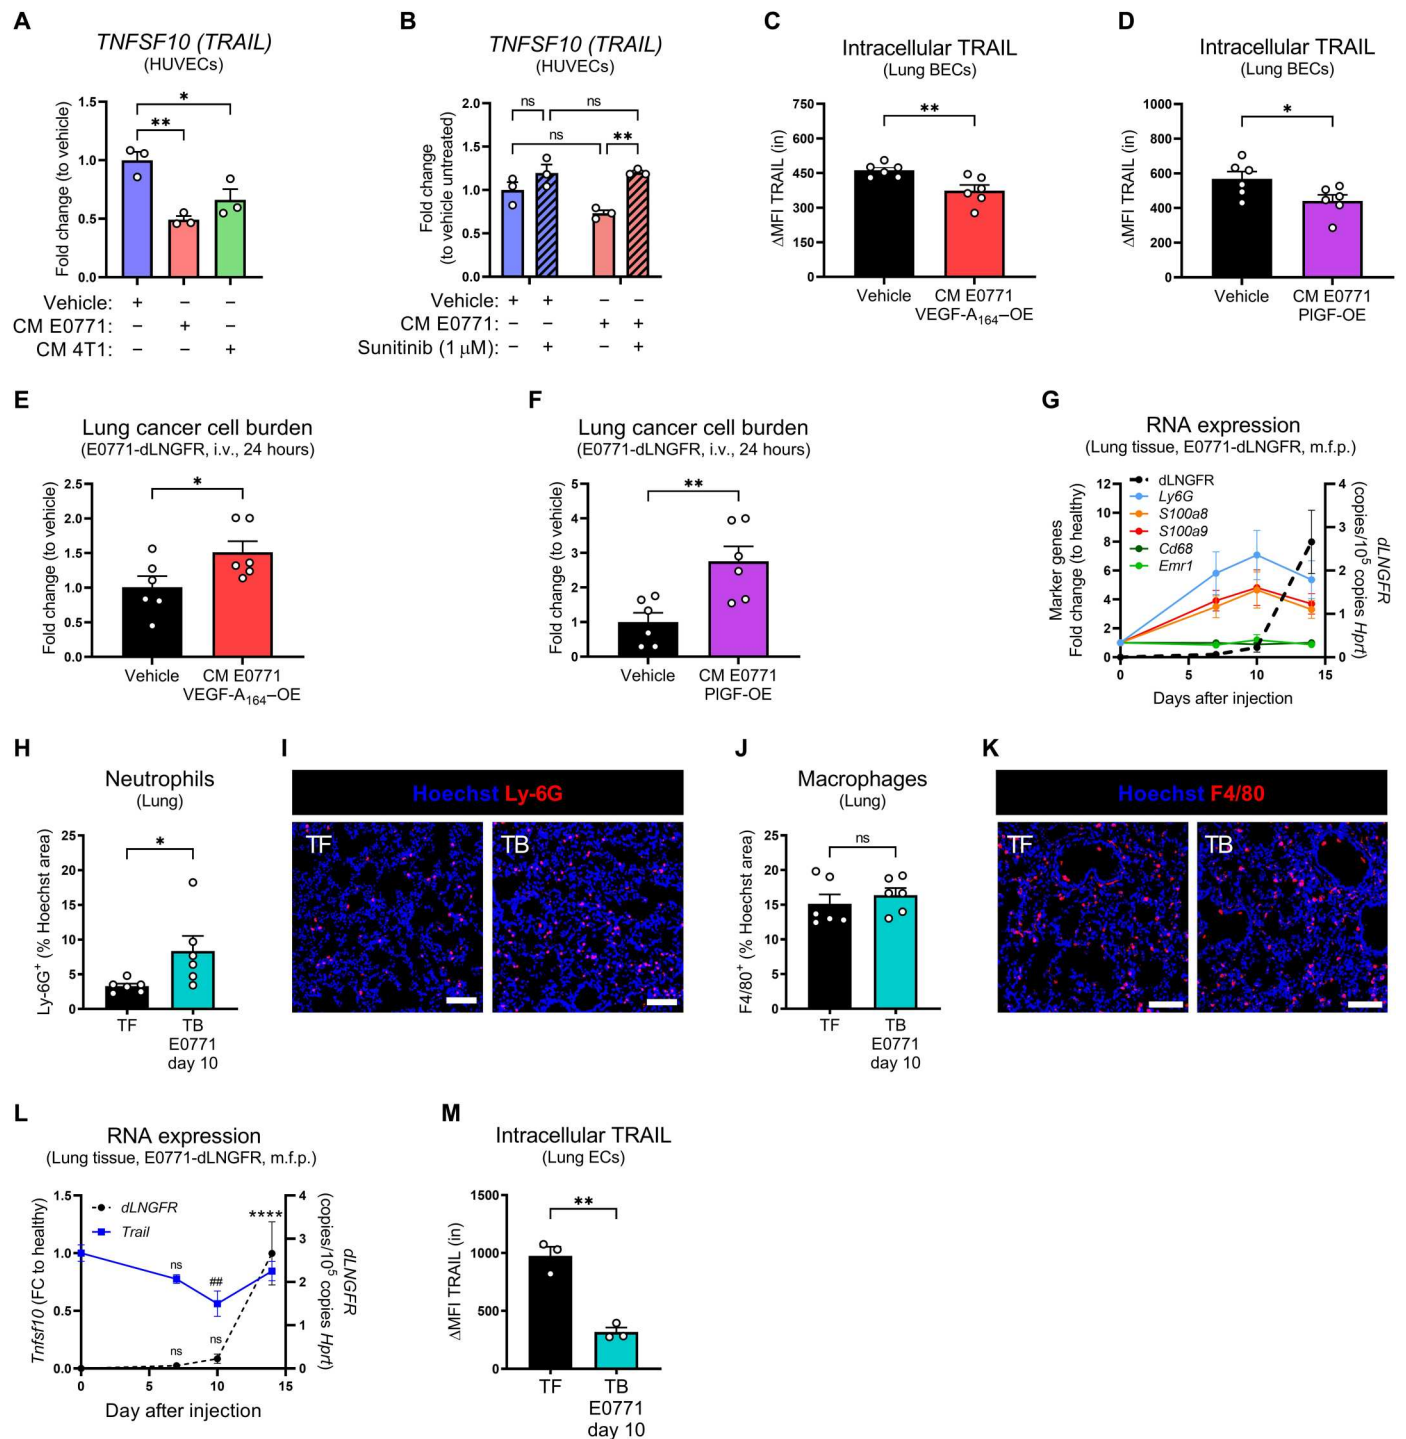 A
TNFSF10 (TRAIL)
(HUVECs)
Fold change (to vehicle)
1.5
1.0
0.5
0.0
*
**
Vehicle: + – –
CM E0771: – + –
CM 4T1: – – +
B
TNFSF10 (TRAIL)
(HUVECs)
Fold change
(to vehicle untreated)
2.0
1.5
1.0
0.5
0.0
ns ns
ns **
Vehicle: + + – –
CM E0771: – – + +
Sunitinib (1 μM): – + – +
C
Intracellular TRAIL
(Lung BECs)
ΔMFI TRAIL (in)
750
600
450
300
150
0
**
Vehicle
CM E0771
VEGF-A164–OE
D
Intracellular TRAIL
(Lung BECs)
ΔMFI TRAIL (in)
1000
800
600
400
200
0
*
Vehicle
CM E0771
PlGF-OE
E
Lung cancer cell burden
(E0771-dLNGFR, i.v., 24 hours)
Fold change (to vehicle)
2.5
2.0
1.5
1.0
0.5
0.0
*
Vehicle
CM E0771
VEGF-A164–OE
F
Lung cancer cell burden
(E0771-dLNGFR, i.v., 24 hours)
Fold change (to vehicle)
5
4
3
2
1
0
**
Vehicle
CM E0771
PlGF-OE
G
RNA expression
(Lung tissue, E0771-dLNGFR, m.f.p.)
Marker genes
Fold change (to healthy)
12
10
8
6
4
2
0
dLNGFR
Ly6G
S100a8
S100a9
Cd68
Emr1
4
3
2
1
0
dLNGFR
(copies/10⁵ copies Hprt)
0 5 10 15
Days after injection
H
Neutrophils
(Lung)
Ly-6G⁺ (% Hoechst area)
25
20
15
10
5
0
*
TF
TB
E0771
day 10
I
Hoechst Ly-6G
TF TB
J
Macrophages
(Lung)
F4/80⁺ (% Hoechst area)
25
20
15
10
5
0
ns
TF
TB
E0771
day 10
K
Hoechst F4/80
TF TB
L
RNA expression
(Lung tissue, E0771-dLNGFR, m.f.p.)
Tnfsf10 (FC to healthy)
1.5
1.0
0.5
0.0
dLNGFR
Trail
ns
##
ns
ns
****
4
3
2
1
0
dLNGFR
(copies/10⁵ copies Hprt)
0 5 10 15
Day after injection
M
Intracellular TRAIL
(Lung ECs)
ΔMFI TRAIL (in)
1500
1000
500
0
**
TF
TB
E0771
day 10